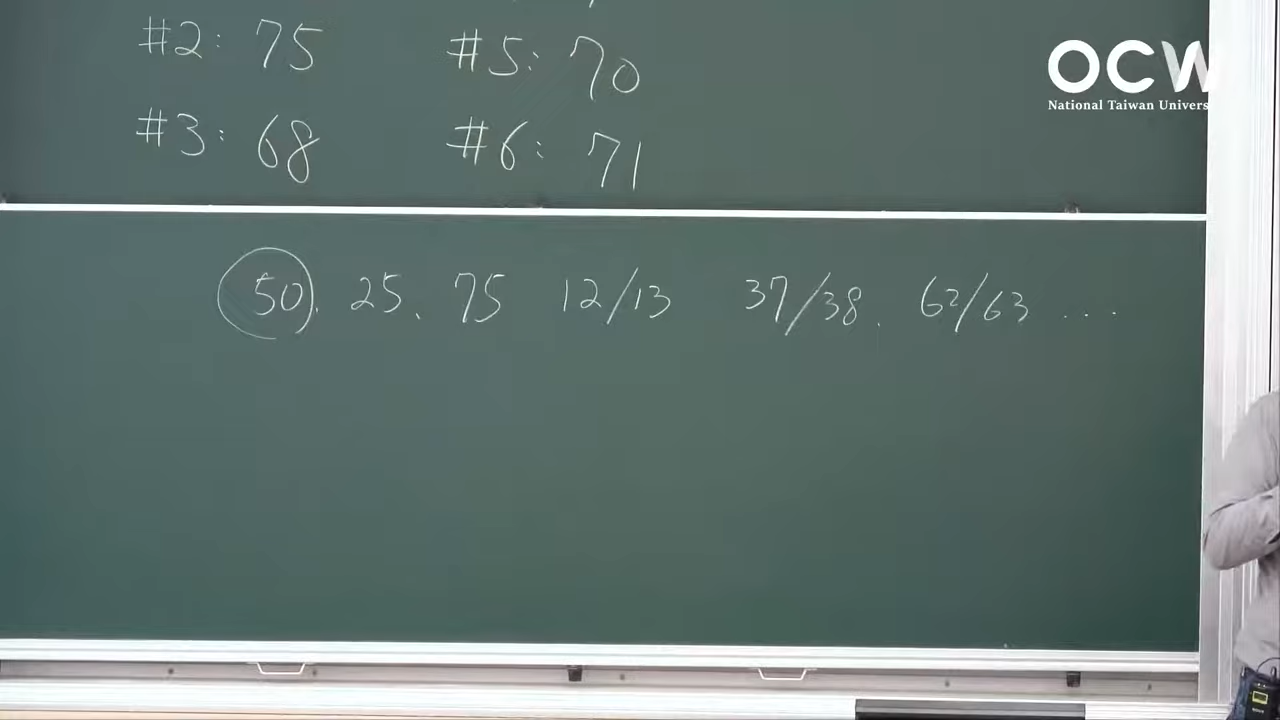 #2: 75 #5: 70
#3: 68 #6: 71
50. 25、75 12/13 37/38. 62/63 ...
OCW
National Taiwan Univers